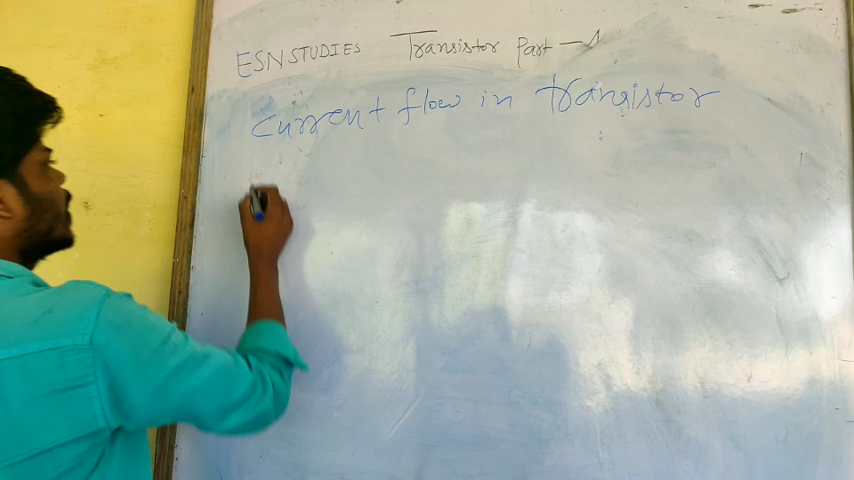 ESN STUDIES Transistor Part - 1
Current flow in transistor